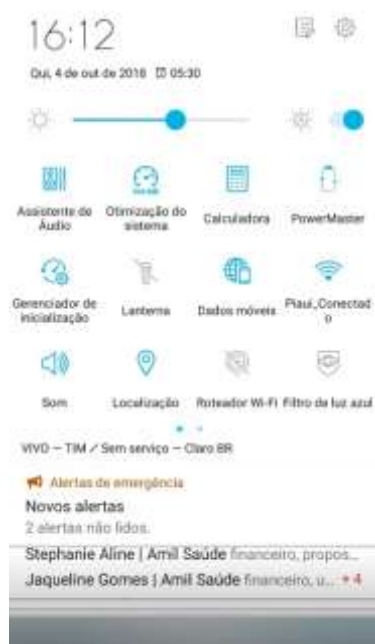 16:12
Qui, 4 de out de 2018 05:30
Assistente de Áudio
Otimização do sistema
Calculadora
PowerMaster
Gerenciador de inicialização
Lanterna
Dados móveis
Piauí_Conectado
Som
Localização
Roteador Wi-Fi
Filtro de luz azul
VIVO — TIM / Sem serviço — Claro BR
Alertas de emergência
Novos alertas
2 alertas não lidos.
Stephanie Aline | Amil Saúde financeiro, propos...
Jaqueline Gomes | Amil Saúde financeiro, u... +4